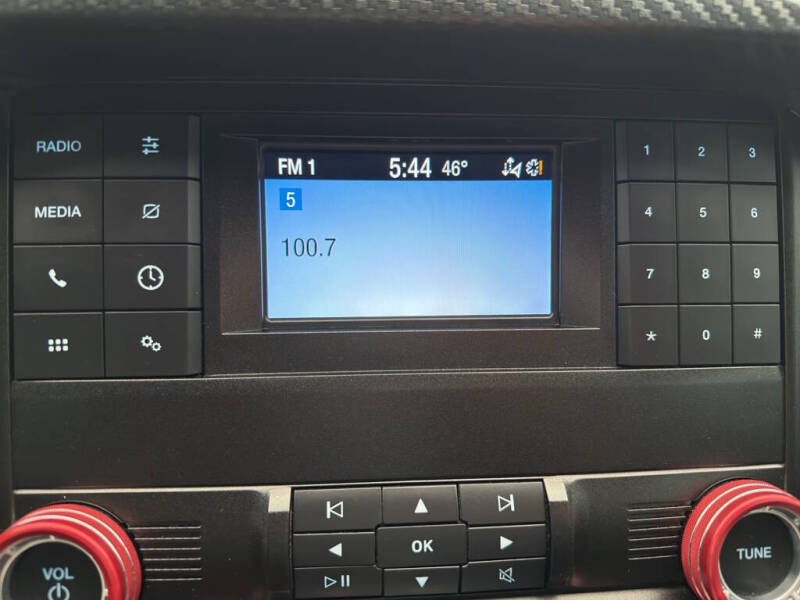 RADIO
MEDIA
FM 1 5:44 46°
5
100.7
1 2 3
4 5 6
7 8 9
* 0 #
OK
VOL
TUNE